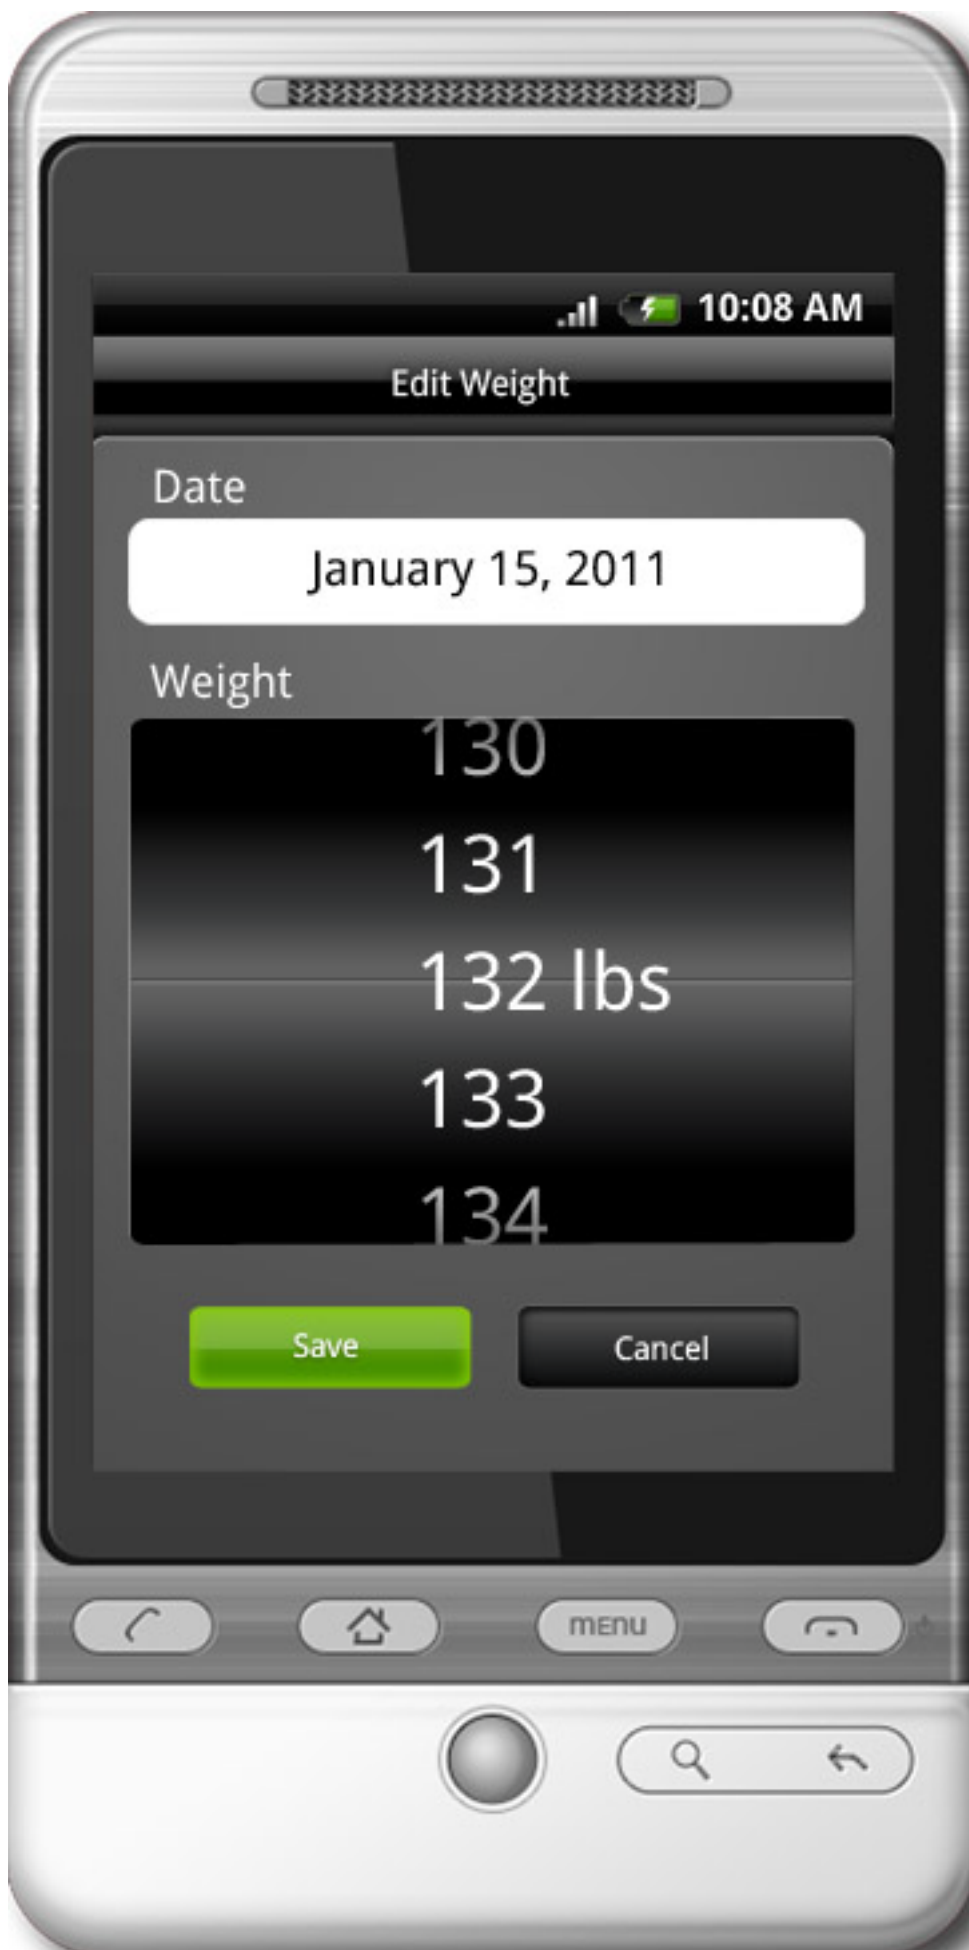 10:08 AM
Edit Weight
Date
January 15, 2011
Weight
130
131
132 lbs
133
134
Save
Cancel
MENU